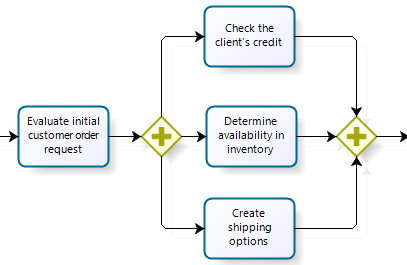 Check the
client's credit
Evaluate initial
customer order
request
Determine
availability in
inventory
Create
shipping
options